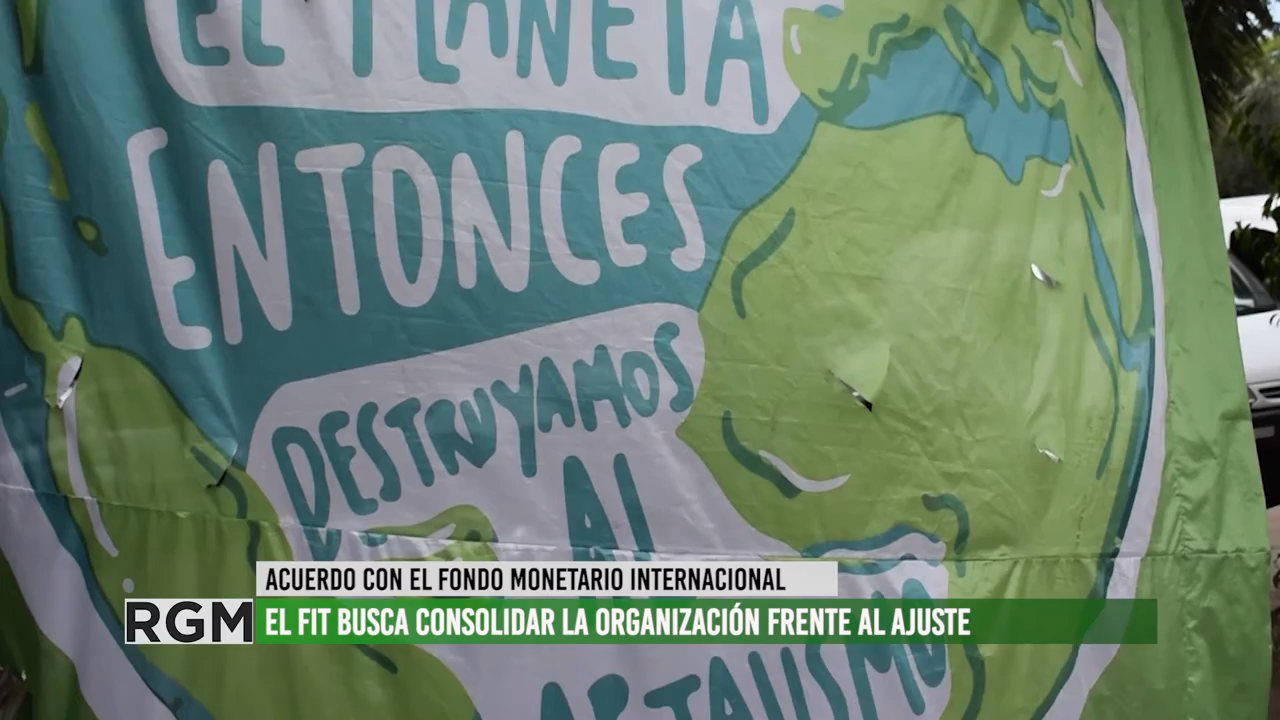 EL PLANETA
ENTONCES
DESTRUYAMOS
AL
ACUERDO CON EL FONDO MONETARIO INTERNACIONAL
RGM
EL FIT BUSCA CONSOLIDAR LA ORGANIZACIÓN FRENTE AL AJUSTE